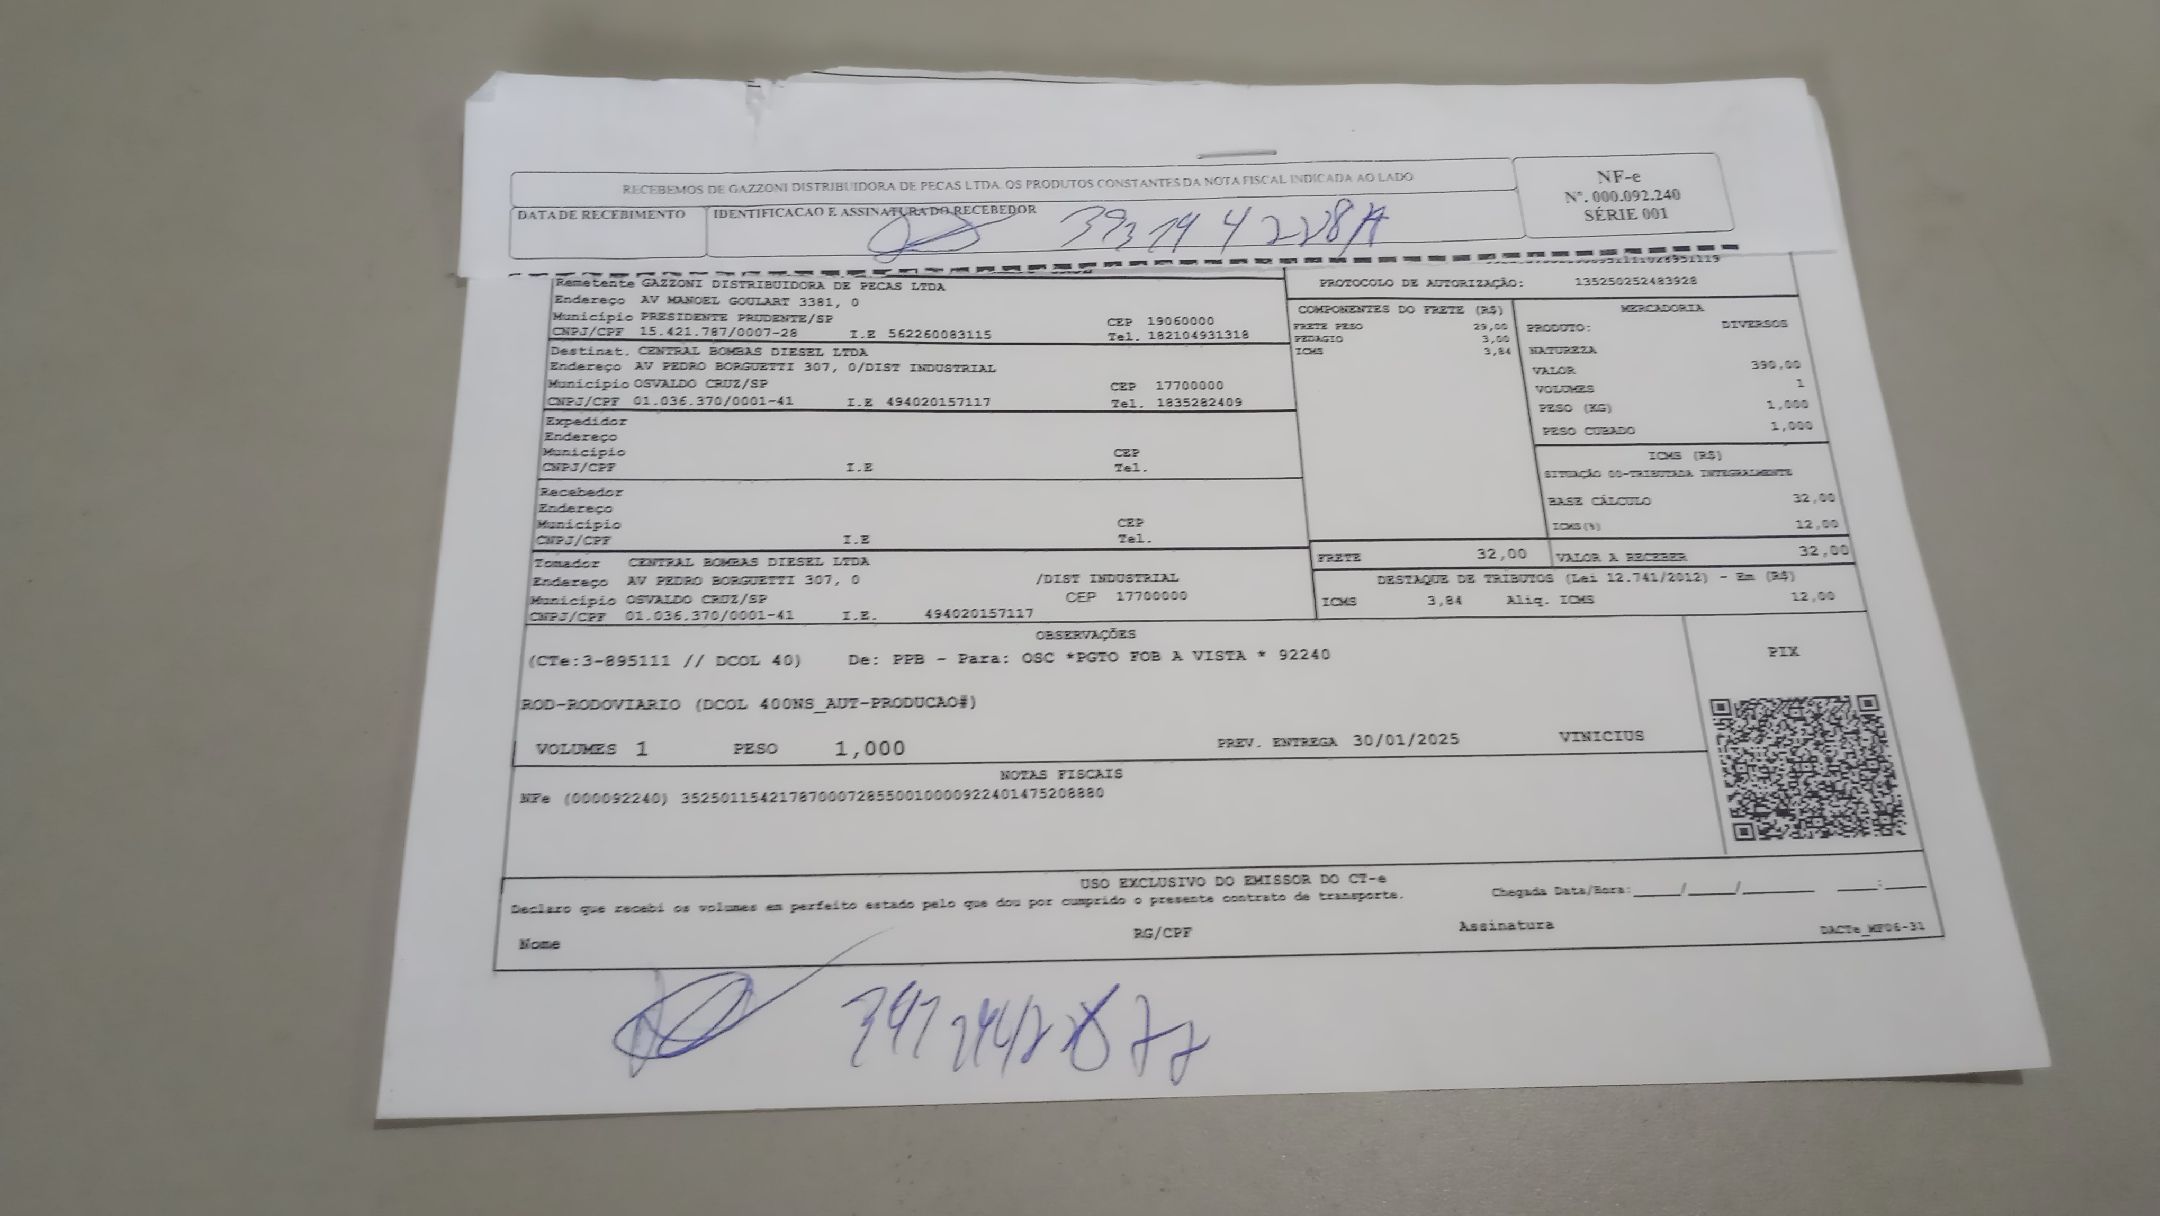 RECEBEMOS DE GAZZONI DISTRIBUIDORA DE PECAS LTDA. OS PRODUTOS CONSTANTES DA NOTA FISCAL INDICADA AO LADO
NF-e
Nº. 000.092.240
SÉRIE 001
DATA DE RECEBIMENTO
IDENTIFICACAO E ASSINATURA DO RECEBEDOR
Remetente GAZZONI DISTRIBUIDORA DE PECAS LTDA
Endereço AV MANOEL GOULART 3381, 0
Município PRESIDENTE PRUDENTE/SP CEP 19060000
CNPJ/CPF 15.421.787/0007-28 I.E 562260083115 Tel. 182104931318
Destinat. CENTRAL BOMBAS DIESEL LTDA
Endereço AV PEDRO BORGUETTI 307, 0/DIST INDUSTRIAL
Município OSVALDO CRUZ/SP CEP 17700000
CNPJ/CPF 01.036.370/0001-41 I.E 494020157117 Tel. 1835282409
Expedidor
Endereço
Município CEP
CNPJ/CPF I.E Tel.
Recebedor
Endereço
Município CEP
CNPJ/CPF I.E Tel.
Tomador CENTRAL BOMBAS DIESEL LTDA
Endereço AV PEDRO BORGUETTI 307, 0 /DIST INDUSTRIAL
Município OSVALDO CRUZ/SP CEP 17700000
CNPJ/CPF 01.036.370/0001-41 I.E. 494020157117
PROTOCOLO DE AUTORIZAÇÃO: 135250252483928
COMPONENTES DO FRETE (R$)
FRETE PESO 29,00
PEDAGIO 3,00
ICMS 3,84
MERCADORIA
PRODUTO: DIVERSOS
NATUREZA
VALOR 390,00
VOLUMES 1
PESO (KG) 1,000
PESO CUBADO 1,000
ICMS (R$)
SITUAÇÃO 00-TRIBUTADA INTEGRALMENTE
BASE CÁLCULO 32,00
ICMS(%) 12,00
FRETE 32,00 VALOR A RECEBER 32,00
DESTAQUE DE TRIBUTOS (Lei 12.741/2012) - Em (R$)
ICMS 3,84 Aliq. ICMS 12,00
OBSERVAÇÕES
(CTe:3-895111 // DCOL 40) De: PPB - Para: OSC *PGTO FOB A VISTA * 92240
ROD-RODOVIARIO (DCOL 400NS_AUT-PRODUCAO#)
VOLUMES 1 PESO 1,000 PREV. ENTREGA 30/01/2025 VINICIUS
PIX
NOTAS FISCAIS
NFe (000092240) 35250115421787000728550010000922401475208880
USO EXCLUSIVO DO EMISSOR DO CT-e
Declaro que recebi os volumes em perfeito estado pelo que dou por cumprido o presente contrato de transporte.
Chegada Data/Hora:_____/_____/_______ ____:____
Nome RG/CPF Assinatura DACTe_MF06-31